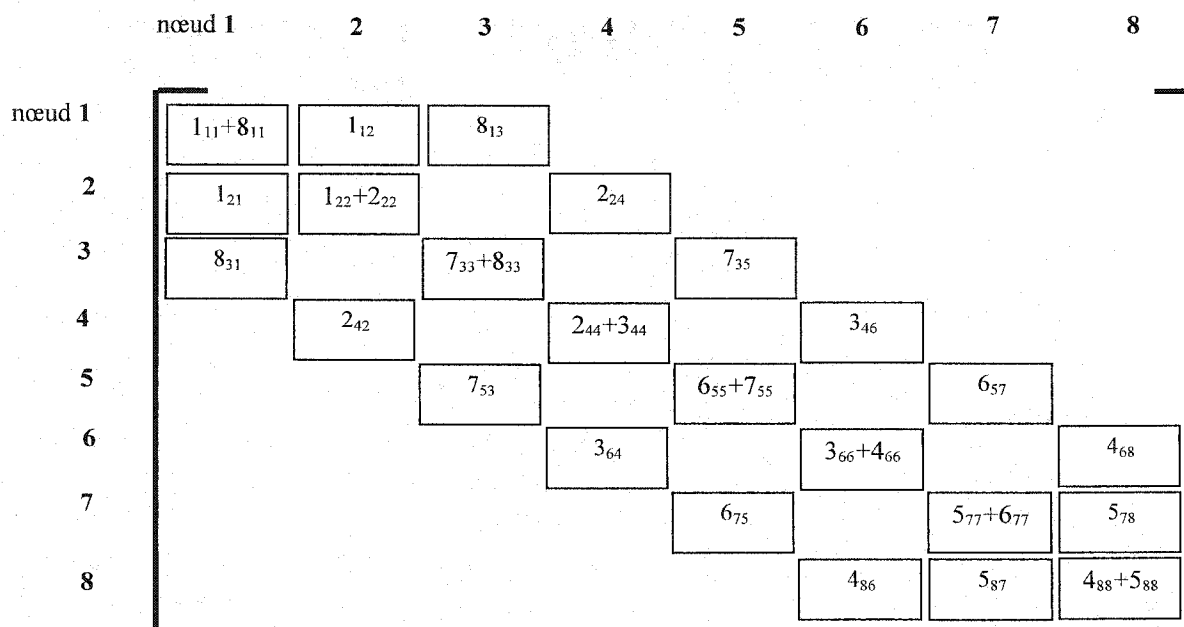 nœud 1 2 3 4 5 6 7 8
nœud 1 1₁₁+8₁₁ 1₁₂ 8₁₃
2 1₂₁ 1₂₂+2₂₂ 2₂₄
3 8₃₁ 7₃₃+8₃₃ 7₃₅
4 2₄₂ 2₄₄+3₄₄ 3₄₆
5 7₅₃ 6₅₅+7₅₅ 6₅₇
6 3₆₄ 3₆₆+4₆₆ 4₆₈
7 6₇₅ 5₇₇+6₇₇ 5₇₈
8 4₈₆ 5₈₇ 4₈₈+5₈₈